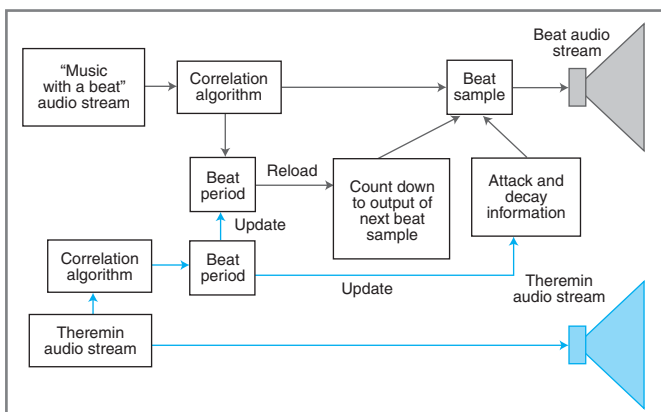 Beat audio
stream
“Music
with a beat”
audio stream
Correlation
algorithm
Beat
sample
Beat
period
Reload
Count down
to output of
next beat
sample
Attack and
decay
information
Update
Correlation
algorithm
Beat
period
Update
Theremin
audio stream
Theremin
audio stream